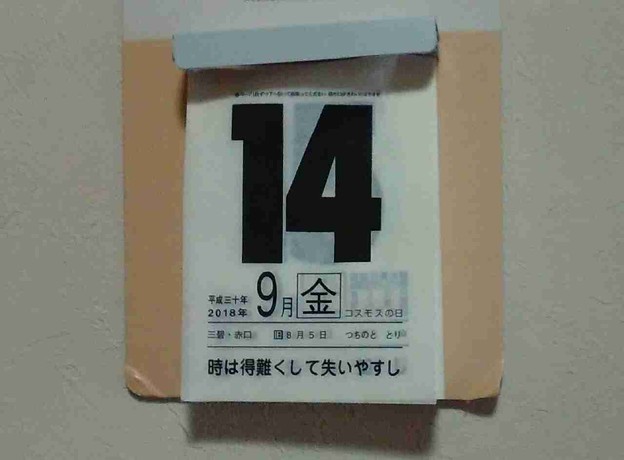 14
平成三十年
2018年 9月 金 コスモスの日
三碧・赤口 旧8月5日 つちのと とり
時は得難くして失いやすし